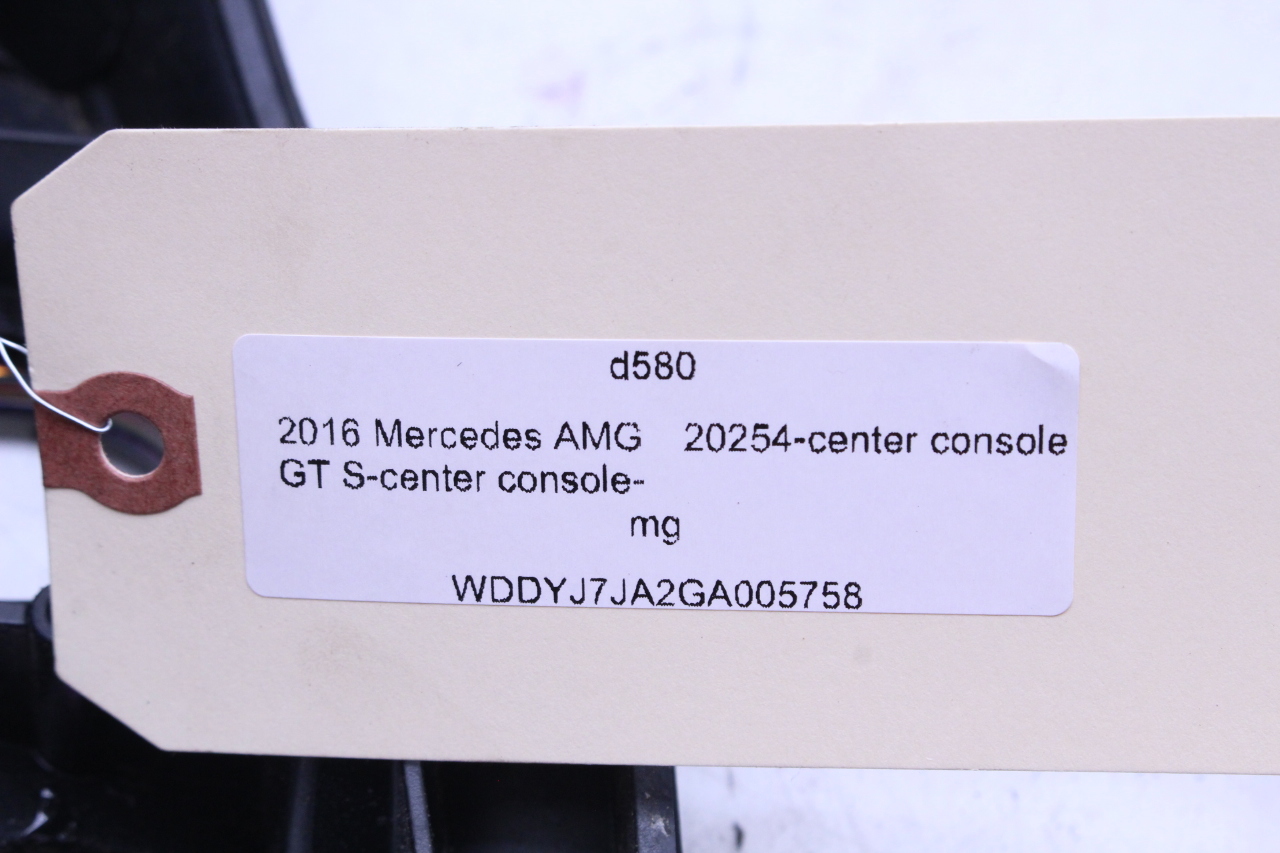 d580
2016 Mercedes AMG 20254-center console
GT S-center console-
mg
WDDYJ7JA2GA005758